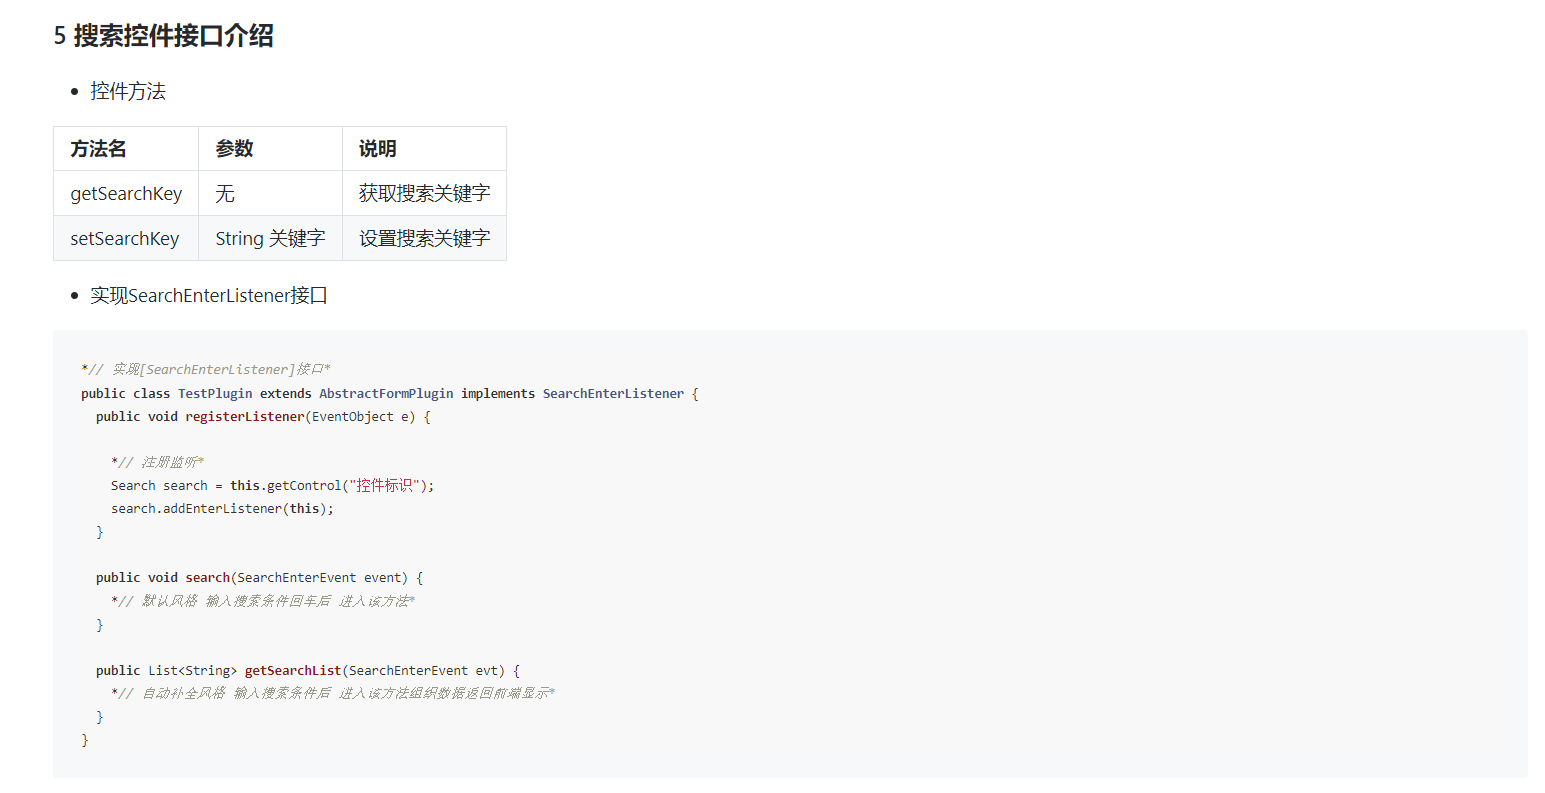 5 搜索控件接口介绍
• 控件方法
方法名 参数 说明
getSearchKey 无 获取搜索关键字
setSearchKey String 关键字 设置搜索关键字
• 实现SearchEnterListener接口
*// 实现[SearchEnterListener]接口*
public class TestPlugin extends AbstractFormPlugin implements SearchEnterListener {
public void registerListener(EventObject e) {
*// 注册监听*
Search search = this.getControl("控件标识");
search.addEnterListener(this);
}
public void search(SearchEnterEvent event) {
*// 默认风格 输入搜索条件回车后 进入该方法*
}
public List<String> getSearchList(SearchEnterEvent evt) {
*// 自动补全风格 输入搜索条件后 进入该方法组织数据返回前端显示*
}
}